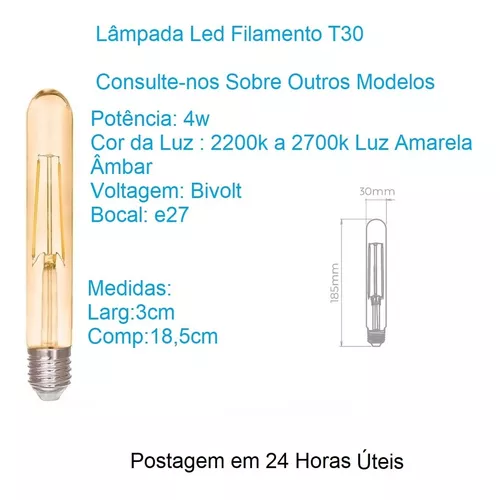 Lâmpada Led Filamento T30
Consulte-nos Sobre Outros Modelos
Potência: 4w
Cor da Luz : 2200k a 2700k Luz Amarela
Âmbar
Voltagem: Bivolt
Bocal: e27
30mm
185mm
Medidas:
Larg:3cm
Comp:18,5cm
Postagem em 24 Horas Úteis